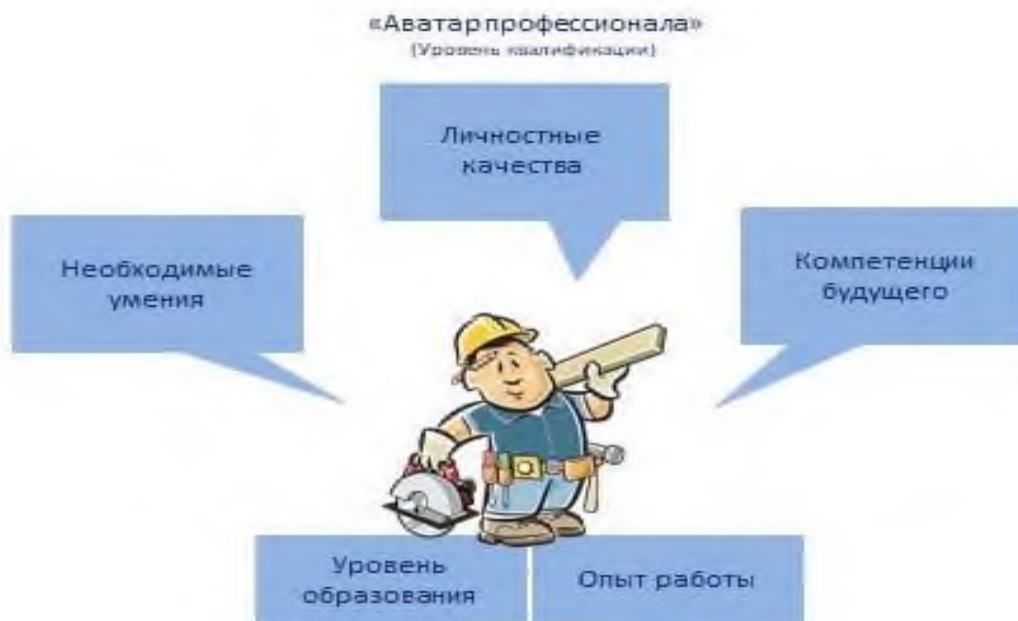 «Аватар профессионала»
(Уровень квалификации)
Личностные
качества
Необходимые
умения
Компетенции
будущего
Уровень
образования
Опыт работы